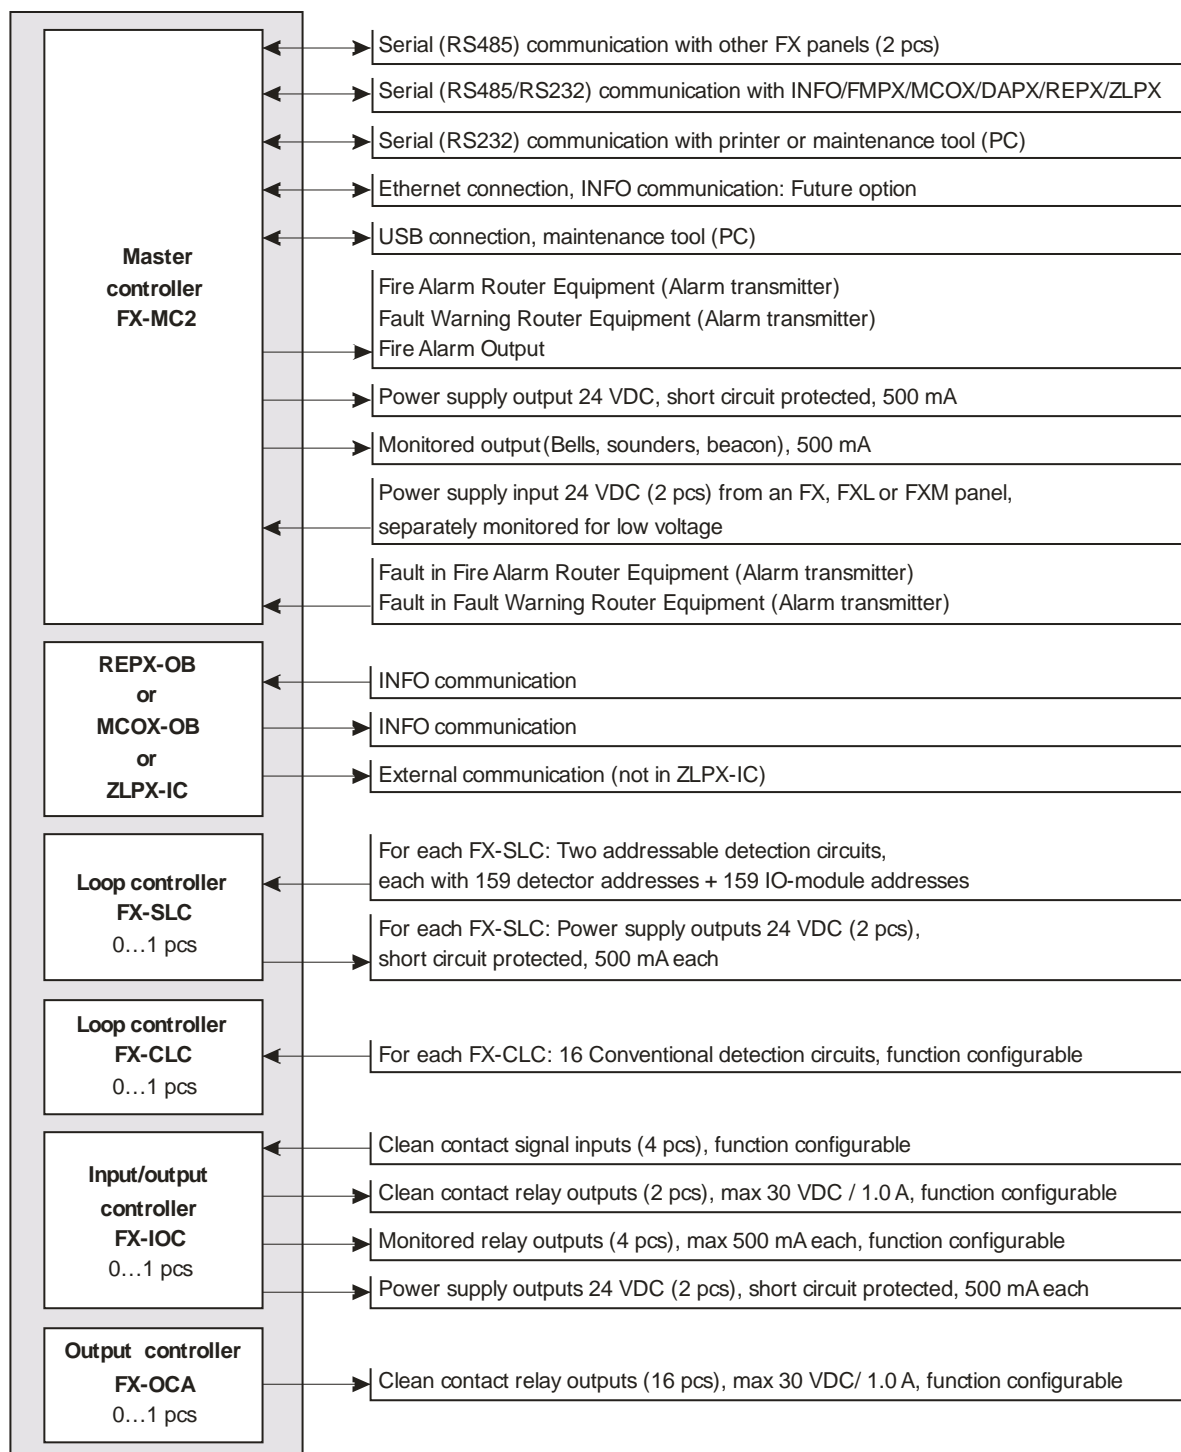 Master
controller
FX-MC2
Serial (RS485) communication with other FX panels (2 pcs)
Serial (RS485/RS232) communication with INFO/FMPX/MCOX/DAPX/REPX/ZLPX
Serial (RS232) communication with printer or maintenance tool (PC)
Ethernet connection, INFO communication: Future option
USB connection, maintenance tool (PC)
Fire Alarm Router Equipment (Alarm transmitter)
Fault Warning Router Equipment (Alarm transmitter)
Fire Alarm Output
Power supply output 24 VDC, short circuit protected, 500 mA
Monitored output (Bells, sounders, beacon), 500 mA
Power supply input 24 VDC (2 pcs) from an FX, FXL or FXM panel,
separately monitored for low voltage
Fault in Fire Alarm Router Equipment (Alarm transmitter)
Fault in Fault Warning Router Equipment (Alarm transmitter)
REPX-OB
or
MCOX-OB
or
ZLPX-IC
INFO communication
INFO communication
External communication (not in ZLPX-IC)
Loop controller
FX-SLC
0…1 pcs
For each FX-SLC: Two addressable detection circuits,
each with 159 detector addresses + 159 IO-module addresses
For each FX-SLC: Power supply outputs 24 VDC (2 pcs),
short circuit protected, 500 mA each
Loop controller
FX-CLC
0…1 pcs
For each FX-CLC: 16 Conventional detection circuits, function configurable
Input/output
controller
FX-IOC
0…1 pcs
Clean contact signal inputs (4 pcs), function configurable
Clean contact relay outputs (2 pcs), max 30 VDC / 1.0 A, function configurable
Monitored relay outputs (4 pcs), max 500 mA each, function configurable
Power supply outputs 24 VDC (2 pcs), short circuit protected, 500 mA each
Output controller
FX-OCA
0…1 pcs
Clean contact relay outputs (16 pcs), max 30 VDC/ 1.0 A, function configurable